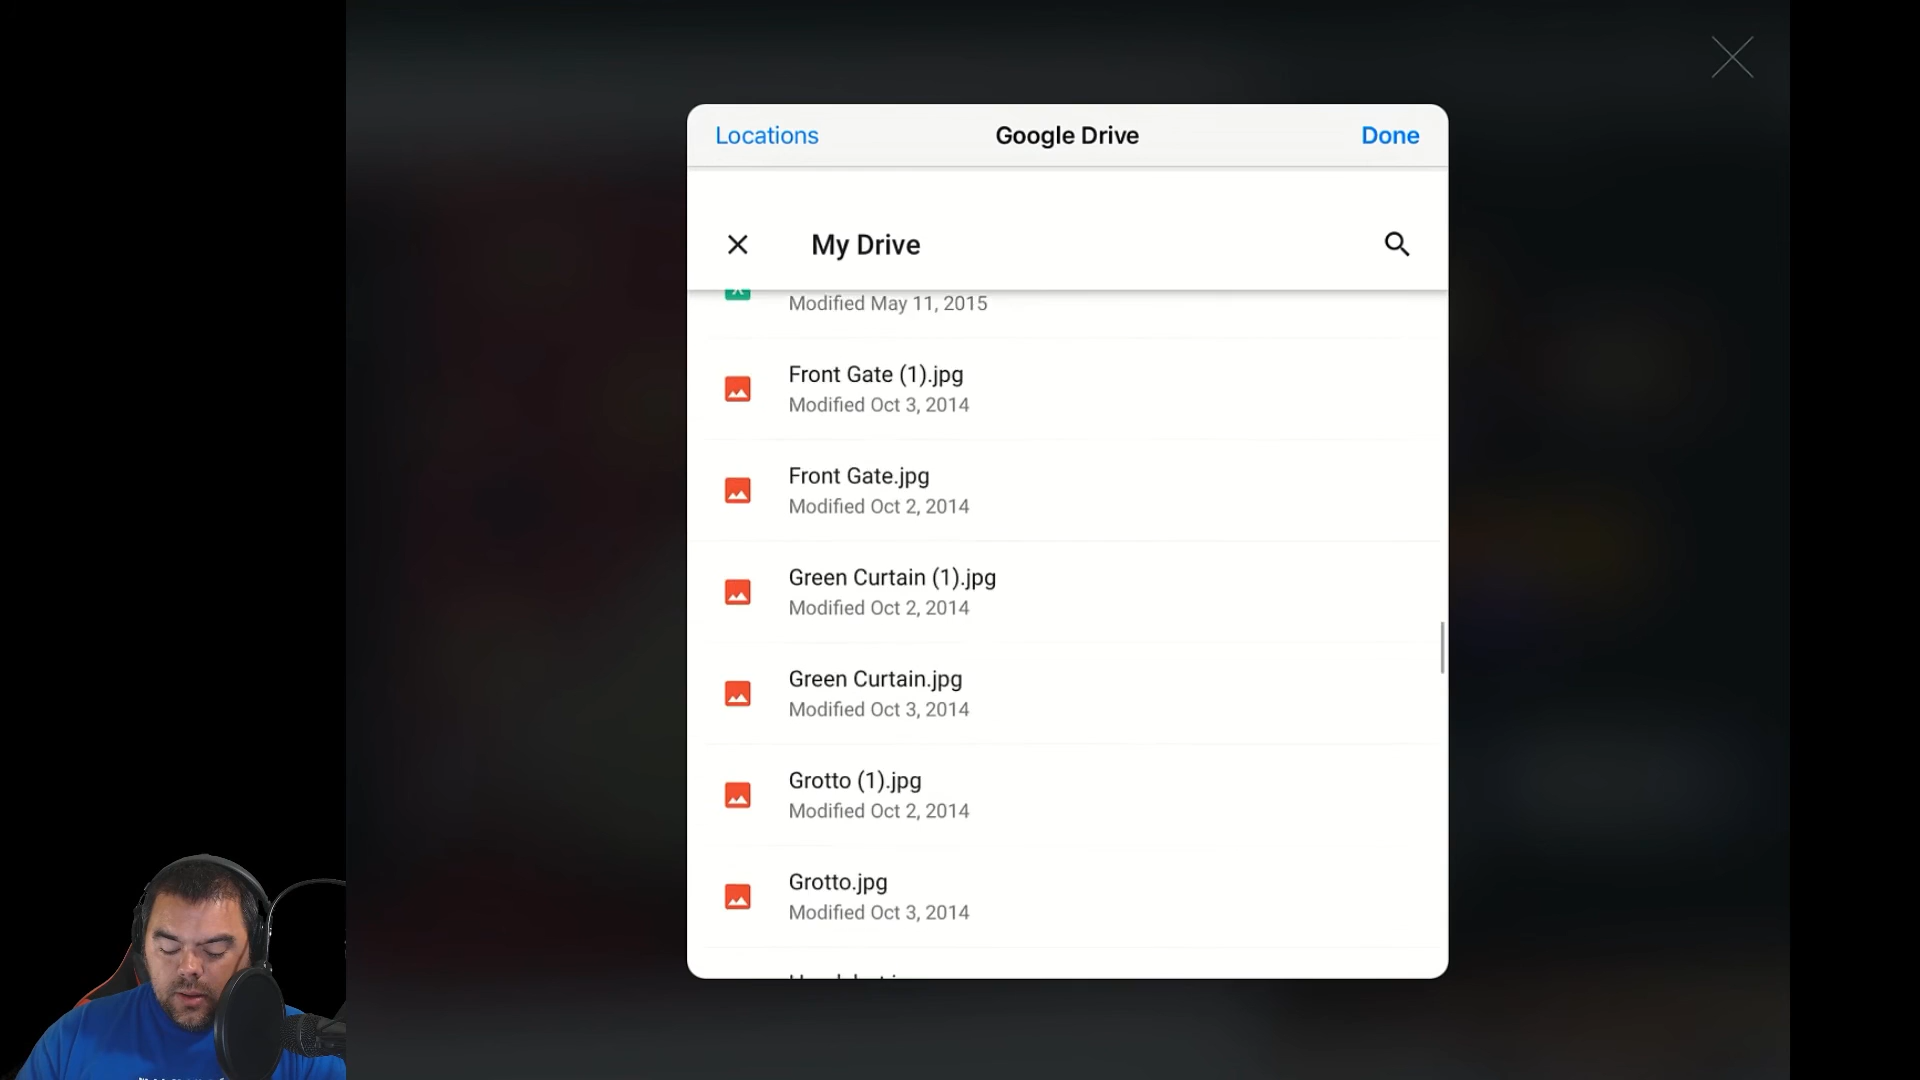 Locations
Google Drive
Done
My Drive
Modified May 11, 2015
Front Gate (1).jpg
Modified Oct 3, 2014
Front Gate.jpg
Modified Oct 2, 2014
Green Curtain (1).jpg
Modified Oct 2, 2014
Green Curtain.jpg
Modified Oct 3, 2014
Grotto (1).jpg
Modified Oct 2, 2014
Grotto.jpg
Modified Oct 3, 2014